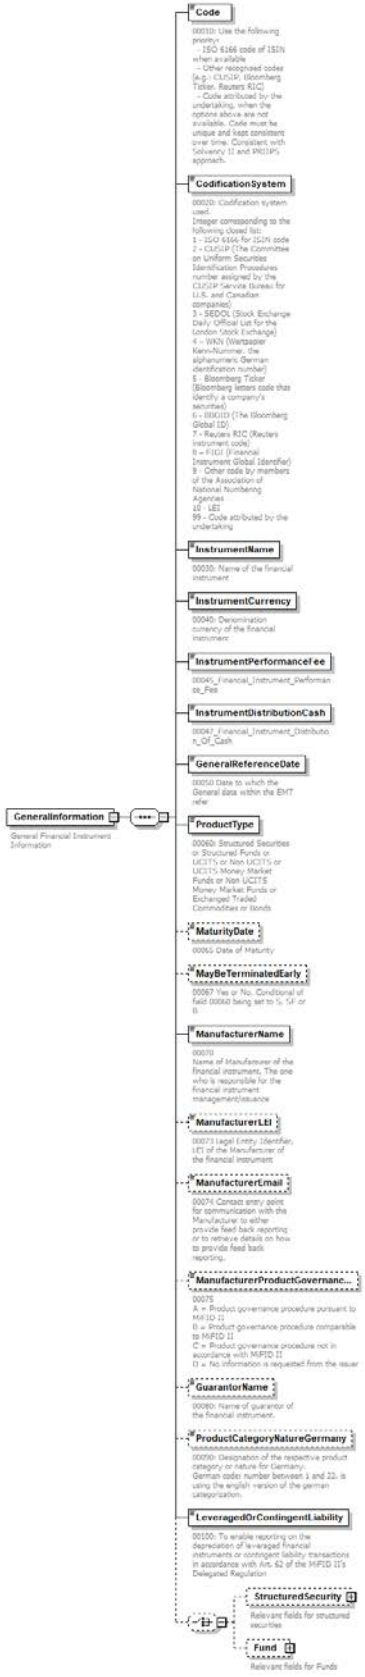 Code
00010: Use the following
priority:
- ISO 6166 code of ISIN
when available
- Other recognised codes
(e.g.: CUSIP, Bloomberg
Ticker, Reuters RIC)
- Code attributed by the
undertaking, when the
options above are not
available. Code must be
unique and kept consistent
over time. Consistent with
Solvency II and PRIIPS
approach.
CodificationSystem
00020: Codification system
used.
Integer corresponding to the
following closed list:
1 - ISO 6166 for ISIN code
2 - CUSIP (The Committee
on Uniform Securities
Identification Procedures
number assigned by the
CUSIP Service Bureau for
U.S. and Canadian
companies)
3 - SEDOL (Stock Exchange
Daily Official List for the
London Stock Exchange)
4 – WKN (Wertpapier
Kenn-Nummer, the
alphanumeric German
identification number)
5 - Bloomberg Ticker
(Bloomberg letters code that
identify a company's
securities)
6 - BBGID (The Bloomberg
Global ID)
7 - Reuters RIC (Reuters
instrument code)
8 – FIGI (Financial
Instrument Global Identifier)
9 - Other code by members
of the Association of
National Numbering
Agencies
10 - LEI
99 - Code attributed by the
undertaking
InstrumentName
00030: Name of the financial
instrument
InstrumentCurrency
00040: Denomination
currency of the financial
instrument
InstrumentPerformanceFee
00045_Financial_Instrument_Performan
ce_Fee
InstrumentDistributionCash
00047_Financial_Instrument_Distributio
n_Of_Cash
GeneralReferenceDate
00050 Date to which the
General data within the EMT
refer
GeneralInformation
General Financial Instrument
Information
ProductType
00060: Structured Securities
or Structured Funds or
UCITS or Non UCITS or
UCITS Money Market
Funds or Non UCITS
Money Market Funds or
Exchanged Traded
Commodities or Bonds
MaturityDate
00065 Date of Maturity
MayBeTerminatedEarly
00067 Yes or No. Conditional of
field 00060 being set to S, SF or
B
ManufacturerName
00070
Name of Manufacturer of the
financial instrument. The one
who is responsible for the
financial instrument
management/issuance
ManufacturerLEI
00073 Legal Entity Identifier,
LEI of the Manufacturer of
the financial instrument
ManufacturerEmail
00074 Contact entry point
for communication with the
Manufacturer to either
provide feed back reporting
or to retrieve details on how
to provide feed back
reporting.
ManufacturerProductGovernanc...
00075
A = Product governance procedure pursuant to
MiFID II
B = Product governance procedure comparable
to MiFID II
C = Product governance procedure not in
accordance with MiFID II
D = No information is requested from the issuer
GuarantorName
00080: Name of guarantor of
the financial instrument.
ProductCategoryNatureGermany
00090: Designation of the respective product
category or nature for Germany.
German codes number between 1 and 22, is
using the english version of the german
categorization.
LeveragedOrContingentLiability
00100: To enable reporting on the
depreciation of leveraged financial
instruments or contingent liability transactions
in accordance with Art. 62 of the MiFID II's
Delegated Regulation
StructuredSecurity
Relevant fields for structured
securities
Fund
Relevant fields for Funds